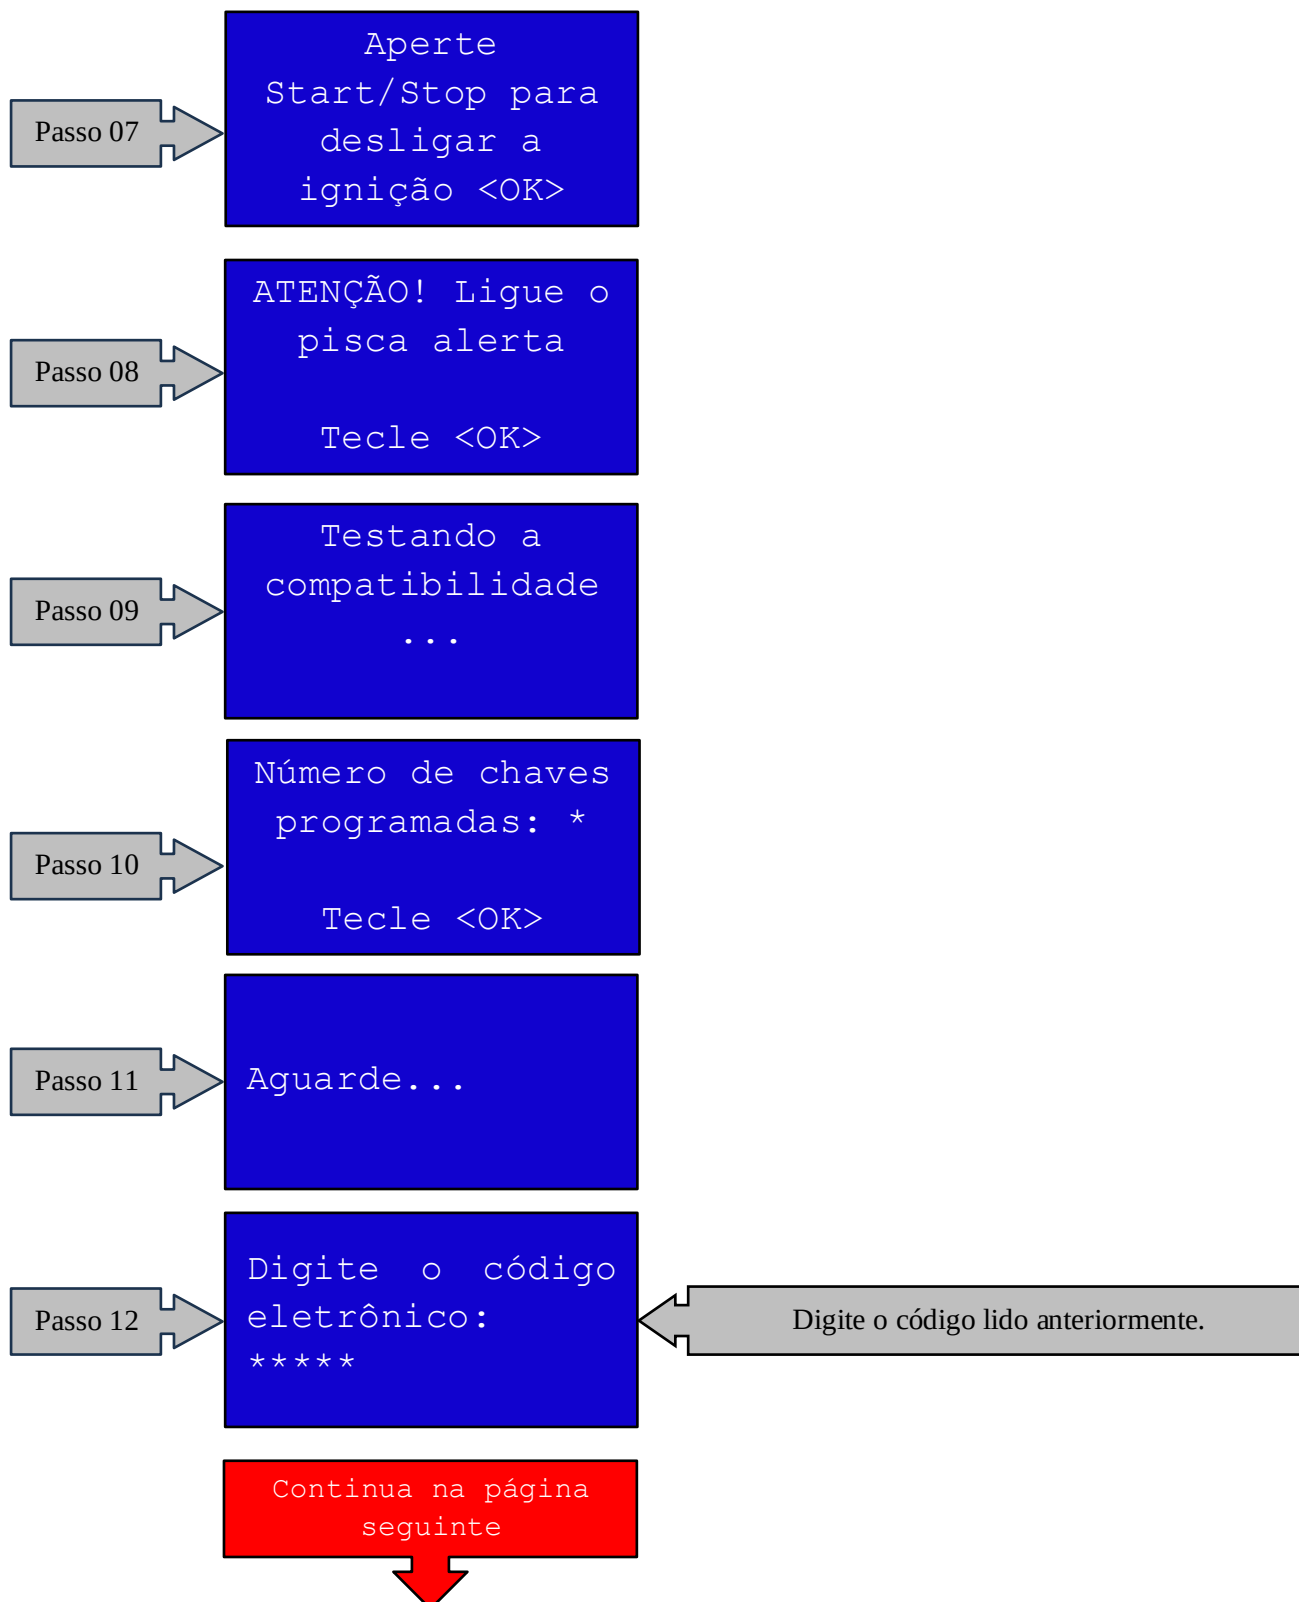 Aperte
Start/Stop para
desligar a
ignição <OK>
Passo 07
ATENÇÃO! Ligue o
pisca alerta
Tecle <OK>
Passo 08
Testando a
compatibilidade
...
Passo 09
Número de chaves
programadas: *
Tecle <OK>
Passo 10
Aguarde...
Passo 11
Digite o código
eletrônico:
*****
Passo 12
Digite o código lido anteriormente.
Continua na página
seguinte